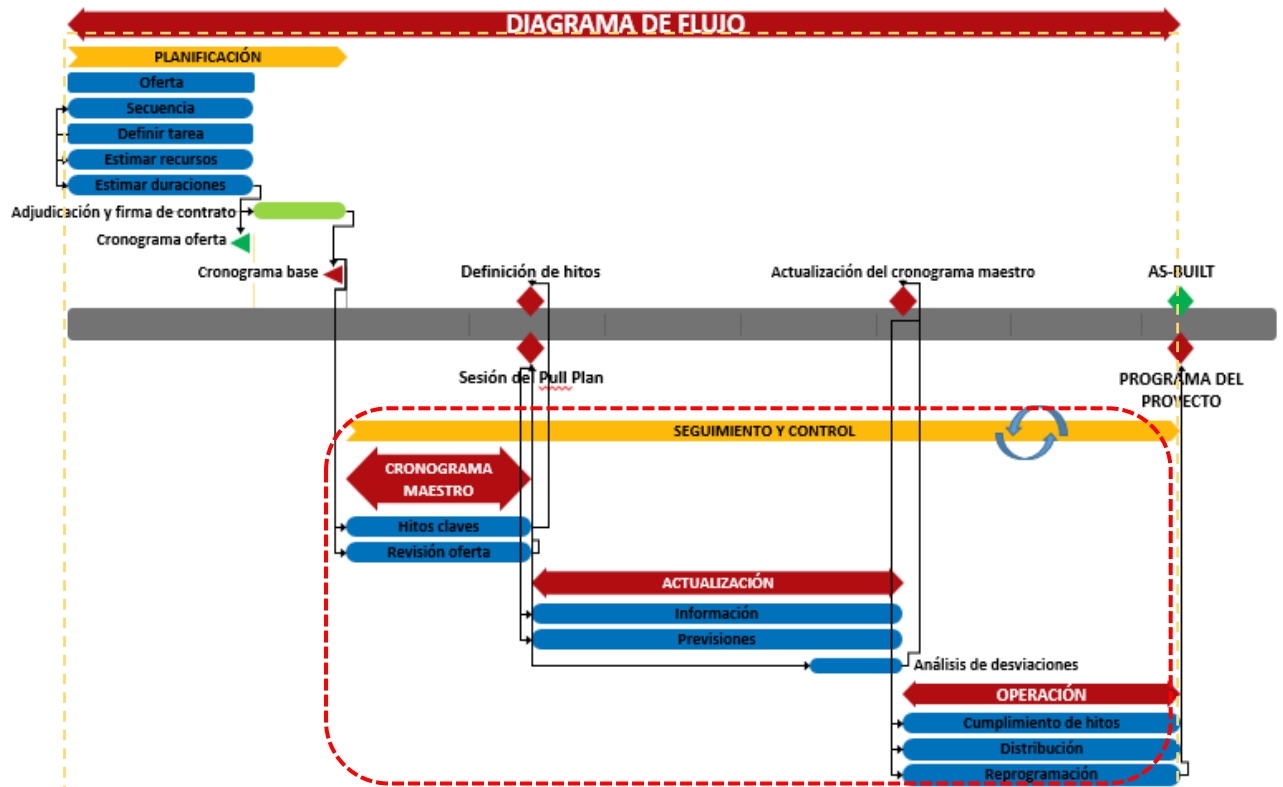 DIAGRAMA DE FLUJO
PLANIFICACIÓN
Oferta
Secuencia
Definir tarea
Estimar recursos
Estimar duraciones
Adjudicación y firma de contrato
Cronograma oferta
Cronograma base
Definición de hitos
Actualización del cronograma maestro
AS-BUILT
Sesión del Pull Plan
PROGRAMA DEL
PROYECTO
SEGUIMIENTO Y CONTROL
CRONOGRAMA
MAESTRO
Hitos claves
Revisión oferta
ACTUALIZACIÓN
Información
Previsiones
Análisis de desviaciones
OPERACIÓN
Cumplimiento de hitos
Distribución
Reprogramación